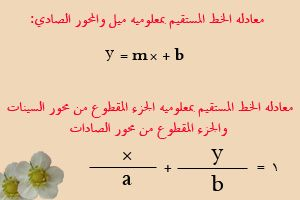 معادله الخط المستقيم بمعلوميه ميل والمحور الصادي:
y = mx + b
معادله الخط المستقيم بمعلوميه الجزء المقطوع من محور السينات
والجزء المقطوع من محور الصادات
x/a + y/b = ١